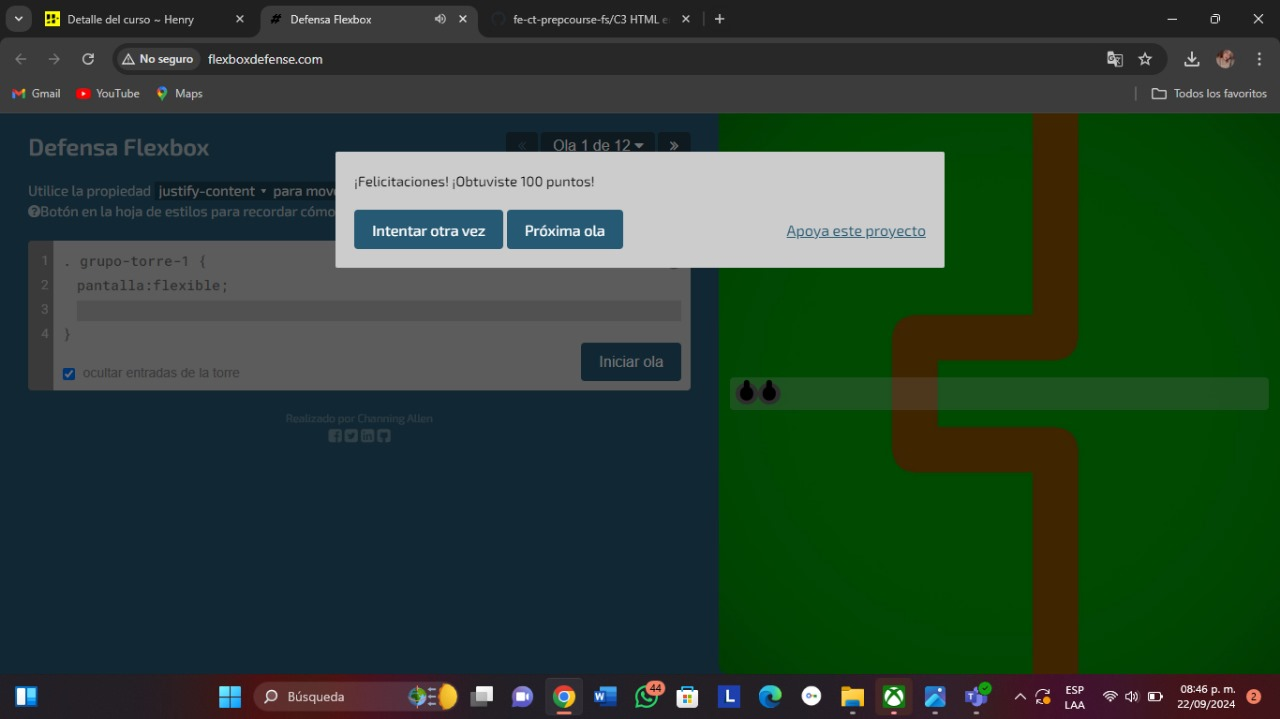 Detalle del curso ~ Henry
Defensa Flexbox
fe-ct-prepcourse-fs/C3 HTML e
No seguro
flexboxdefense.com
Gmail
YouTube
Maps
Todos los favoritos
Defensa Flexbox
Ola 1 de 12
»
Utilice la propiedad justify-content para mov
Botón en la hoja de estilos para recordar cómo
¡Felicitaciones! ¡Obtuviste 100 puntos!
Intentar otra vez
Próxima ola
Apoya este proyecto
1 . grupo-torre-1 {
2 pantalla:flexible;
3
4 }
ocultar entradas de la torre
Iniciar ola
Realizado por Channing Allen
Búsqueda
44
ESP
LAA
08:46 p. m.
22/09/2024
2